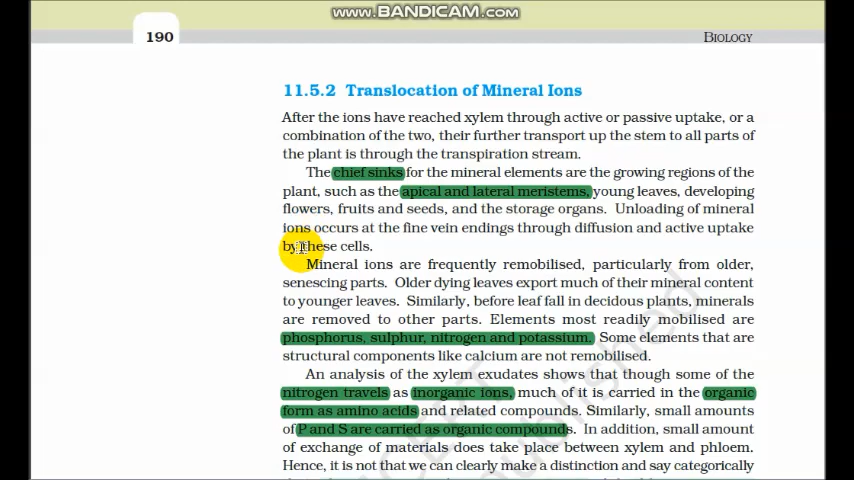 www.BANDICAM.com
190
BIOLOGY
11.5.2 Translocation of Mineral Ions
After the ions have reached xylem through active or passive uptake, or a
combination of the two, their further transport up the stem to all parts of
the plant is through the transpiration stream.
The chief sinks for the mineral elements are the growing regions of the
plant, such as the apical and lateral meristems, young leaves, developing
flowers, fruits and seeds, and the storage organs. Unloading of mineral
ions occurs at the fine vein endings through diffusion and active uptake
by these cells.
Mineral ions are frequently remobilised, particularly from older,
senescing parts. Older dying leaves export much of their mineral content
to younger leaves. Similarly, before leaf fall in decidous plants, minerals
are removed to other parts. Elements most readily mobilised are
phosphorus, sulphur, nitrogen and potassium. Some elements that are
structural components like calcium are not remobilised.
An analysis of the xylem exudates shows that though some of the
nitrogen travels as inorganic ions, much of it is carried in the organic
form as amino acids and related compounds. Similarly, small amounts
of P and S are carried as organic compounds. In addition, small amount
of exchange of materials does take place between xylem and phloem.
Hence, it is not that we can clearly make a distinction and say categorically